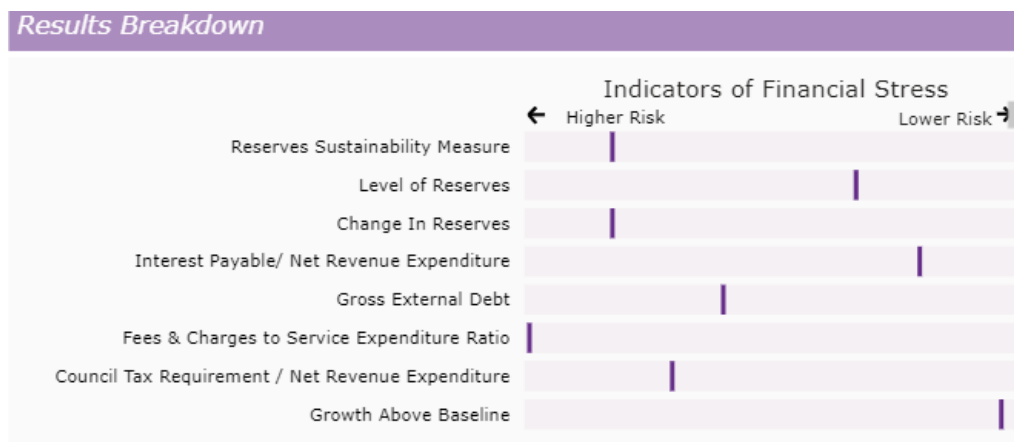 Results Breakdown
Indicators of Financial Stress
← Higher Risk Lower Risk →
Reserves Sustainability Measure
Level of Reserves
Change In Reserves
Interest Payable/ Net Revenue Expenditure
Gross External Debt
Fees & Charges to Service Expenditure Ratio
Council Tax Requirement / Net Revenue Expenditure
Growth Above Baseline